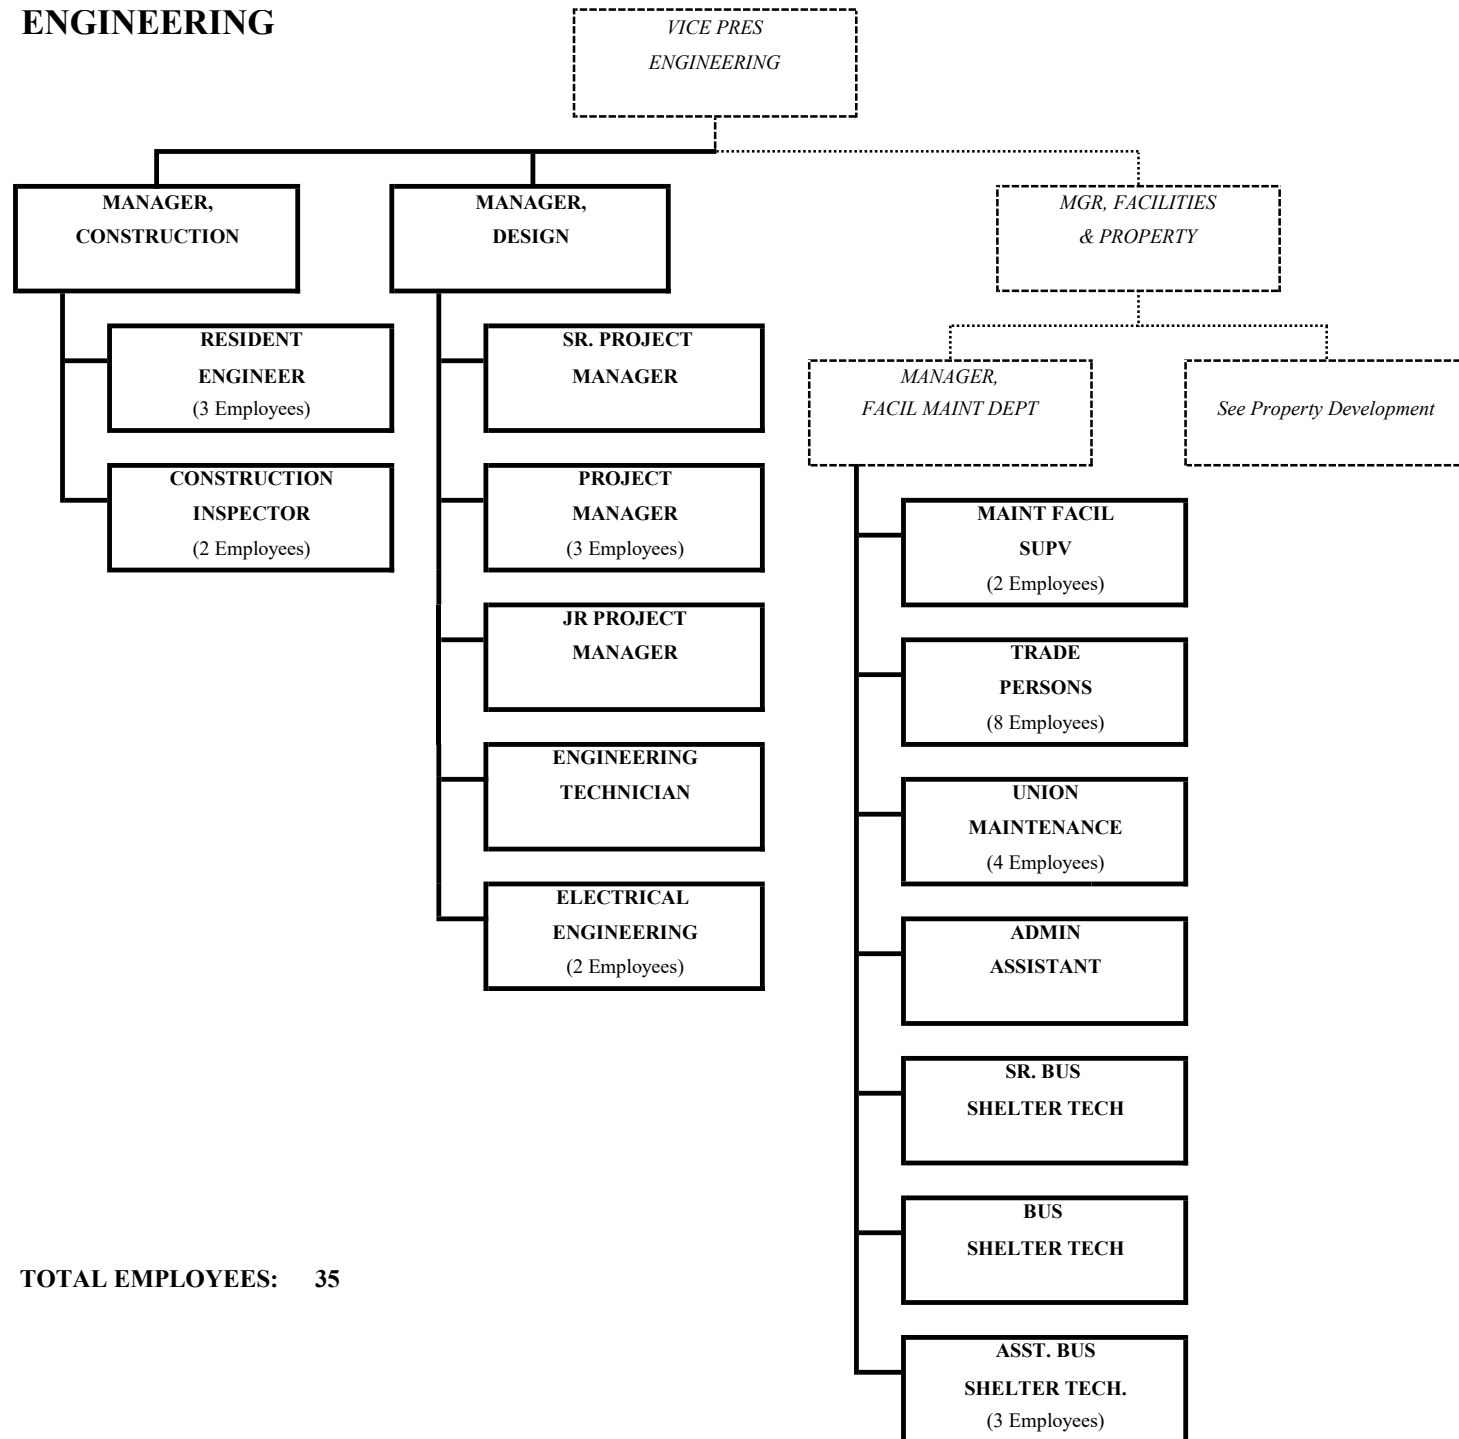 ENGINEERING
VICE PRES
ENGINEERING
MANAGER,
CONSTRUCTION
MANAGER,
DESIGN
MGR, FACILITIES
& PROPERTY
RESIDENT
ENGINEER
(3 Employees)
SR. PROJECT
MANAGER
MANAGER,
FACIL MAINT DEPT
See Property Development
CONSTRUCTION
INSPECTOR
(2 Employees)
PROJECT
MANAGER
(3 Employees)
MAINT FACIL
SUPV
(2 Employees)
JR PROJECT
MANAGER
TRADE
PERSONS
(8 Employees)
ENGINEERING
TECHNICIAN
UNION
MAINTENANCE
(4 Employees)
ELECTRICAL
ENGINEERING
(2 Employees)
ADMIN
ASSISTANT
SR. BUS
SHELTER TECH
BUS
SHELTER TECH
TOTAL EMPLOYEES: 35
ASST. BUS
SHELTER TECH.
(3 Employees)